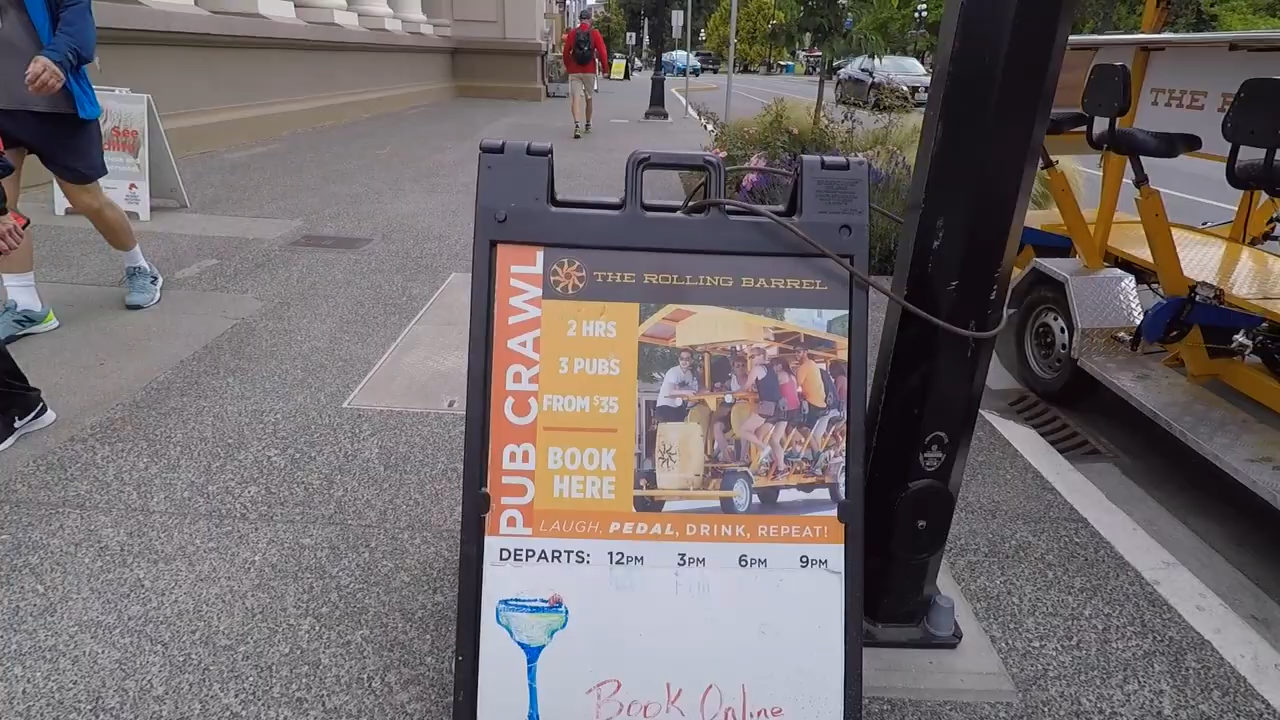 THE ROLLING BARREL
PUB CRAWL
2 HRS
3 PUBS
FROM $35
BOOK
HERE
LAUGH, PEDAL, DRINK, REPEAT!
DEPARTS: 12PM 3PM 6PM 9PM
Book Online
See
THE